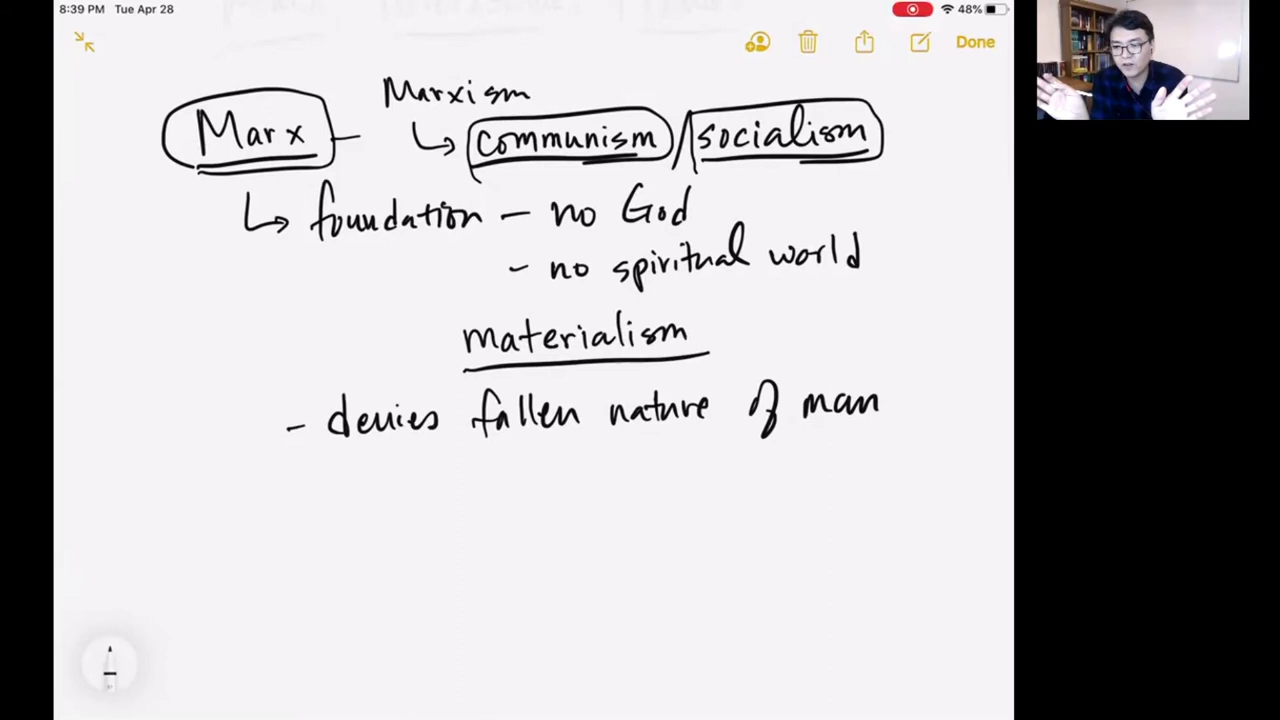 8:39 PM Tue Apr 28
48%
Done
Marxism
Marx
communism / socialism
foundation - no God
- no spiritual world
materialism
- denies fallen nature of man